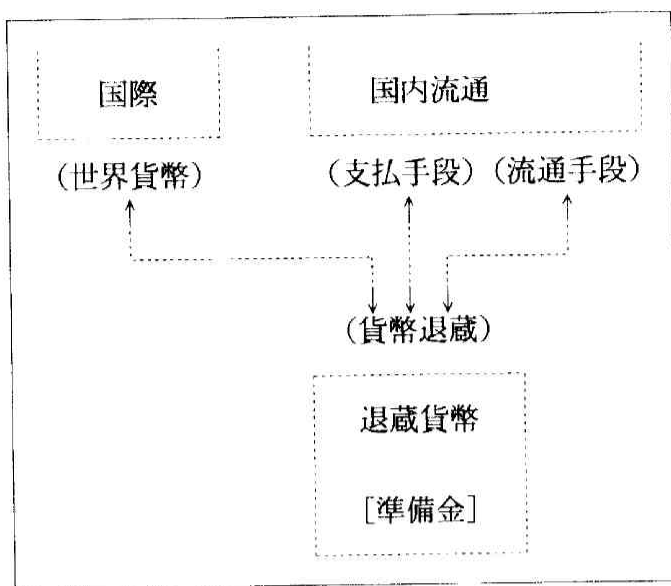 国際 国内流通
（世界貨幣） （支払手段）（流通手段）
（貨幣退蔵）
退蔵貨幣
［準備金］